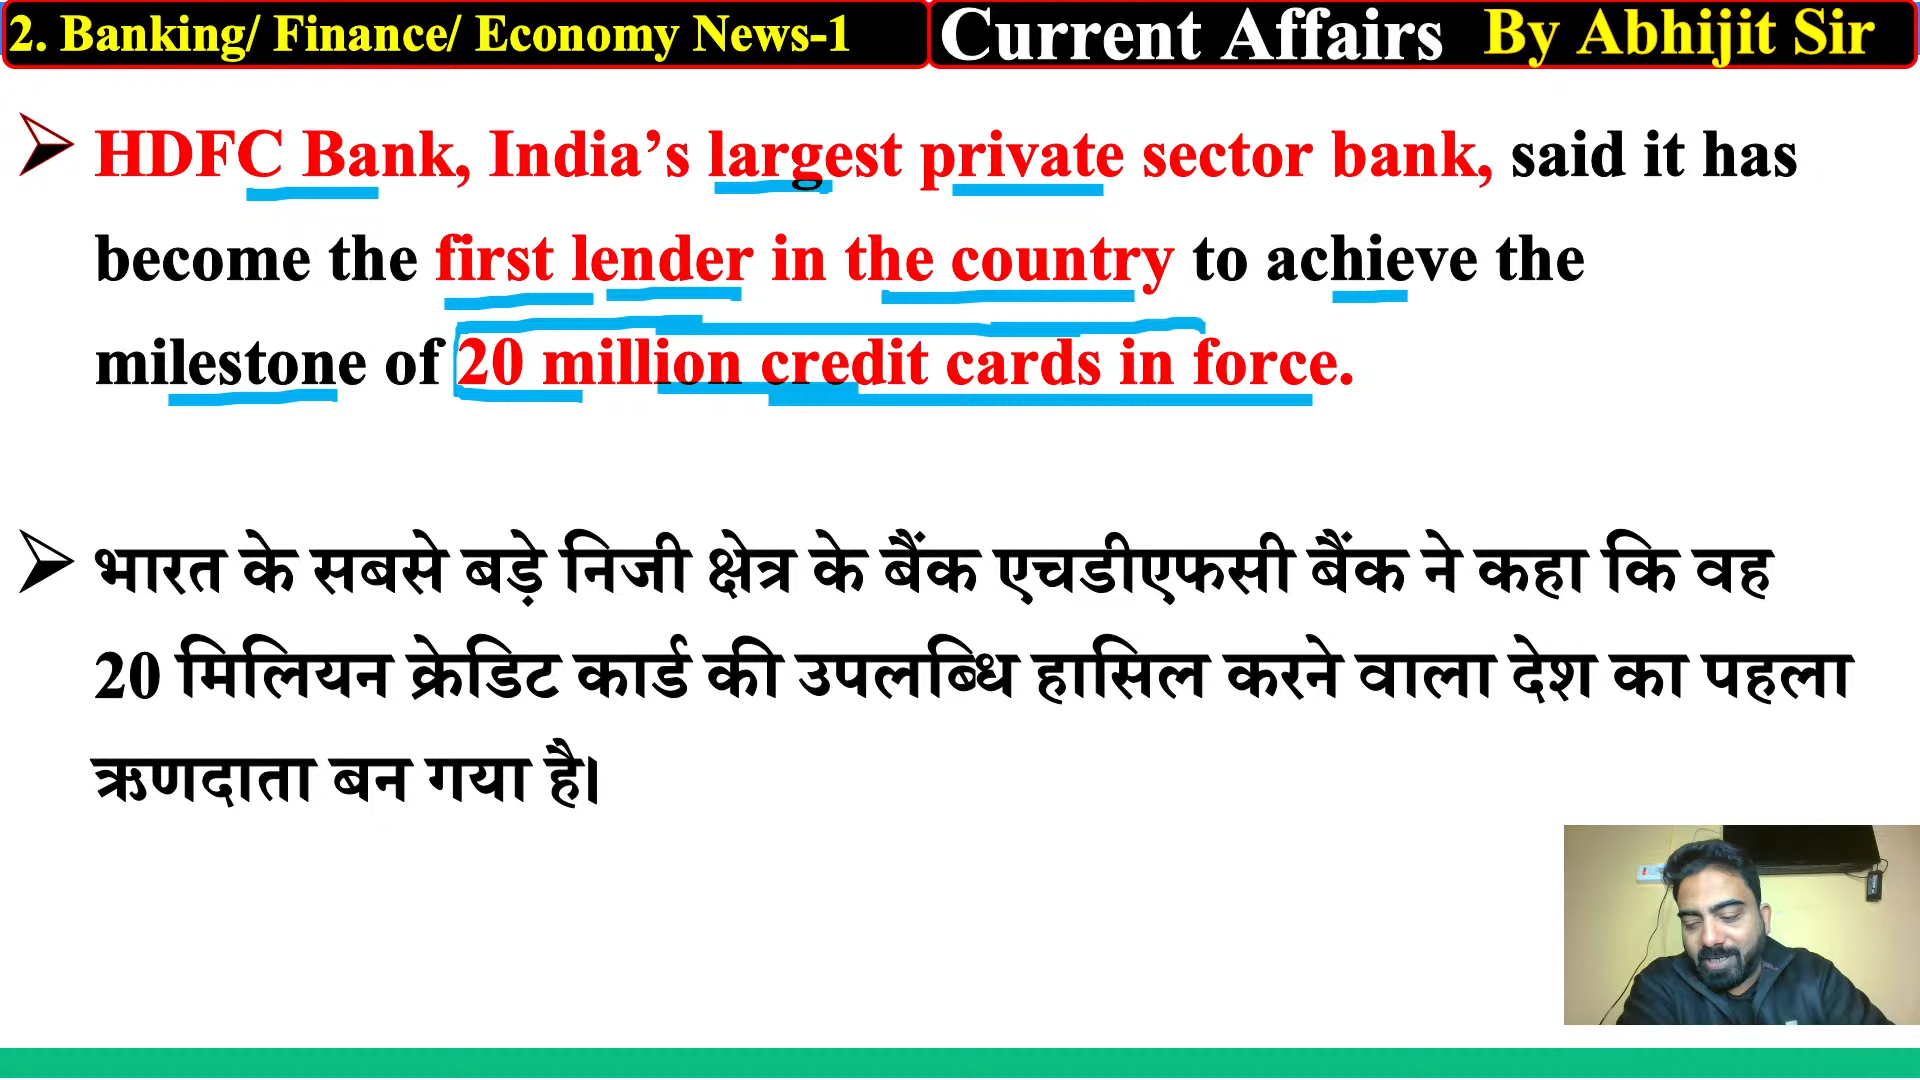 2. Banking/ Finance/ Economy News-1
Current Affairs By Abhijit Sir
HDFC Bank, India’s largest private sector bank, said it has
become the first lender in the country to achieve the
milestone of 20 million credit cards in force.
भारत के सबसे बड़े निजी क्षेत्र के बैंक एचडीएफसी बैंक ने कहा कि वह
20 मिलियन क्रेडिट कार्ड की उपलब्धि हासिल करने वाला देश का पहला
ऋणदाता बन गया है।